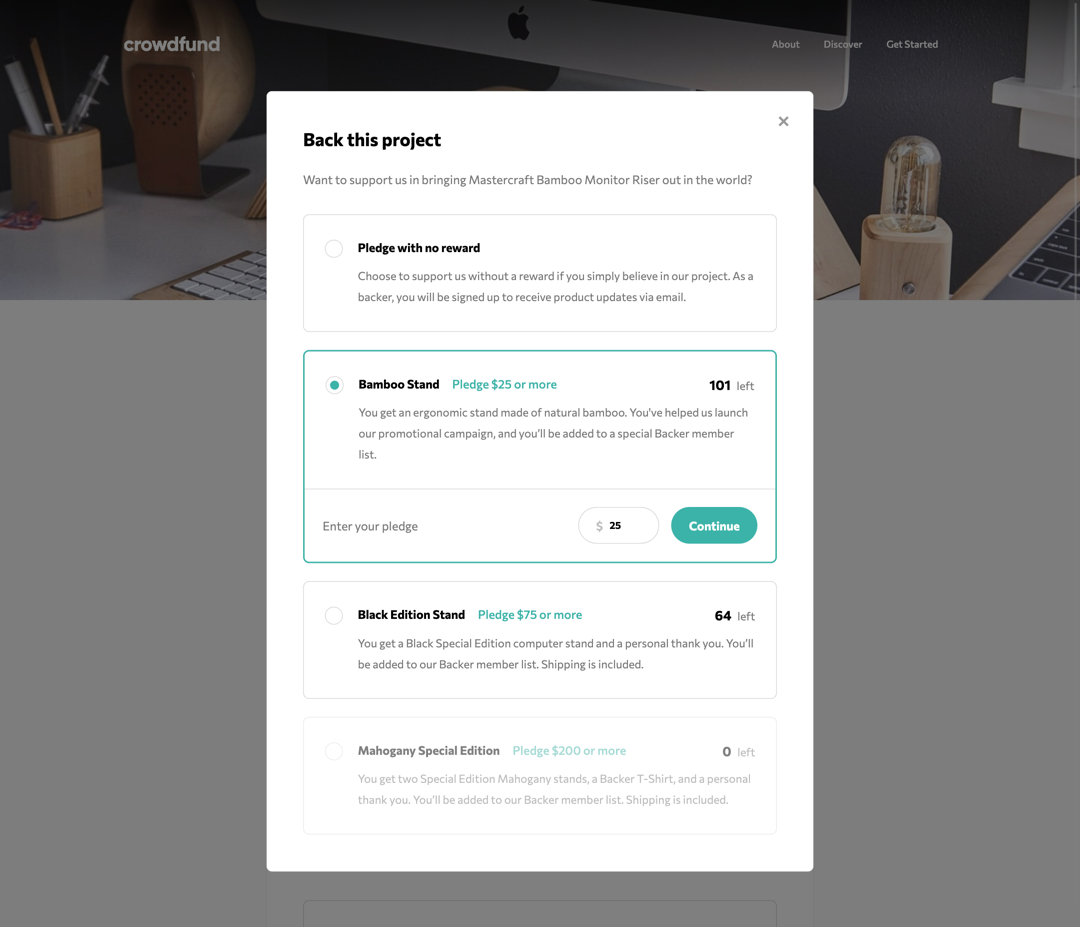 crowdfund
About Discover Get Started
Back this project
Want to support us in bringing Mastercraft Bamboo Monitor Riser out in the world?
Pledge with no reward
Choose to support us without a reward if you simply believe in our project. As a
backer, you will be signed up to receive product updates via email.
Bamboo Stand Pledge $25 or more 101 left
You get an ergonomic stand made of natural bamboo. You've helped us launch
our promotional campaign, and you’ll be added to a special Backer member
list.
Enter your pledge $ 25 Continue
Black Edition Stand Pledge $75 or more 64 left
You get a Black Special Edition computer stand and a personal thank you. You’ll
be added to our Backer member list. Shipping is included.
Mahogany Special Edition Pledge $200 or more 0 left
You get two Special Edition Mahogany stands, a Backer T-Shirt, and a personal
thank you. You’ll be added to our Backer member list. Shipping is included.